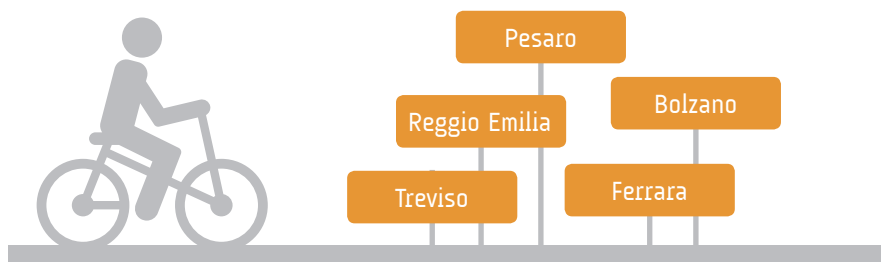 Pesaro
Bolzano
Reggio Emilia
Treviso
Ferrara